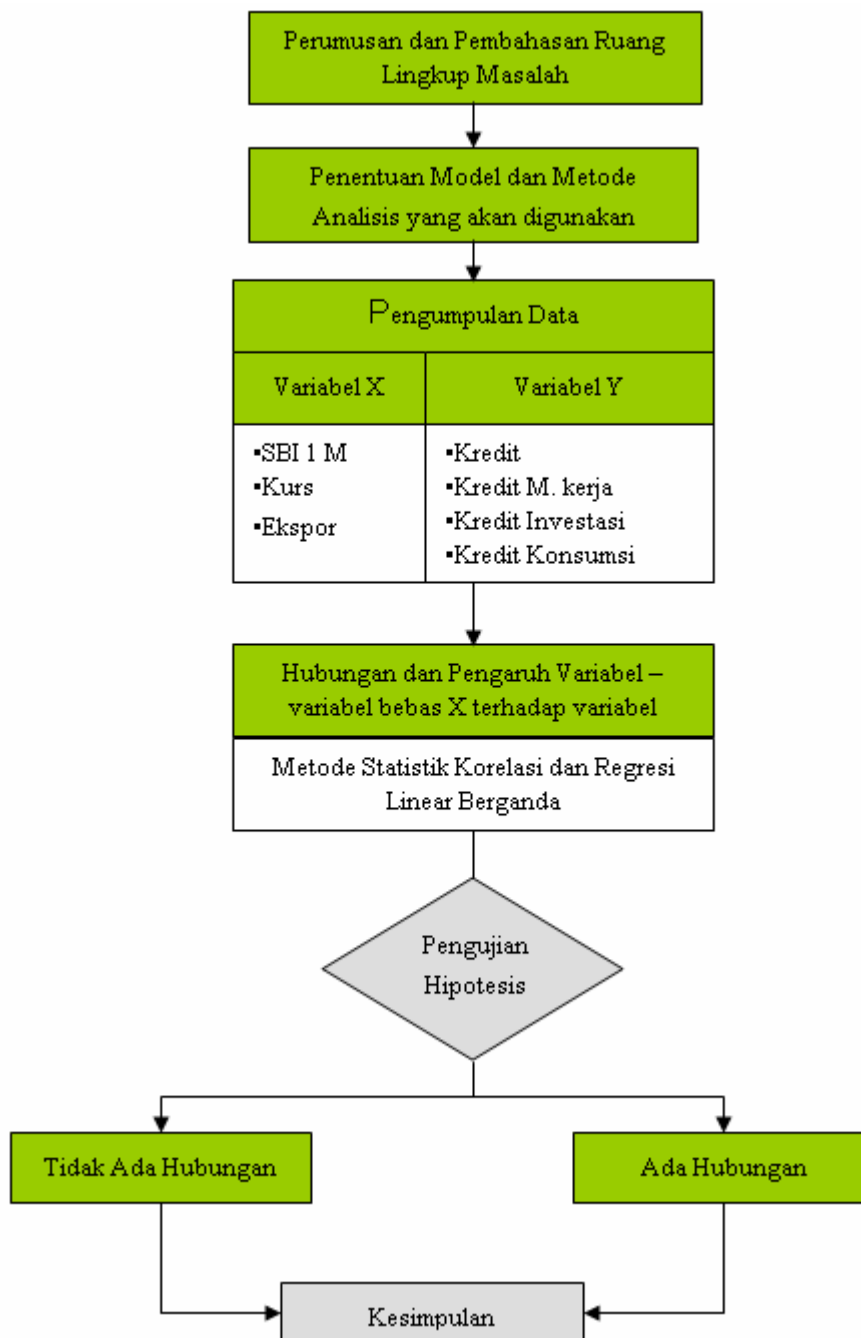 Perumusan dan Pembahasan Ruang
Lingkup Masalah
Penentuan Model dan Metode
Analisis yang akan digunakan
Pengumpulan Data
Variabel X
Variabel Y
▪SBI 1 M
▪Kurs
▪Ekspor
▪Kredit
▪Kredit M. kerja
▪Kredit Investasi
▪Kredit Konsumsi
Hubungan dan Pengaruh Variabel –
variabel bebas X terhadap variabel
Metode Statistik Korelasi dan Regresi
Linear Berganda
Pengujian
Hipotesis
Tidak Ada Hubungan
Ada Hubungan
Kesimpulan